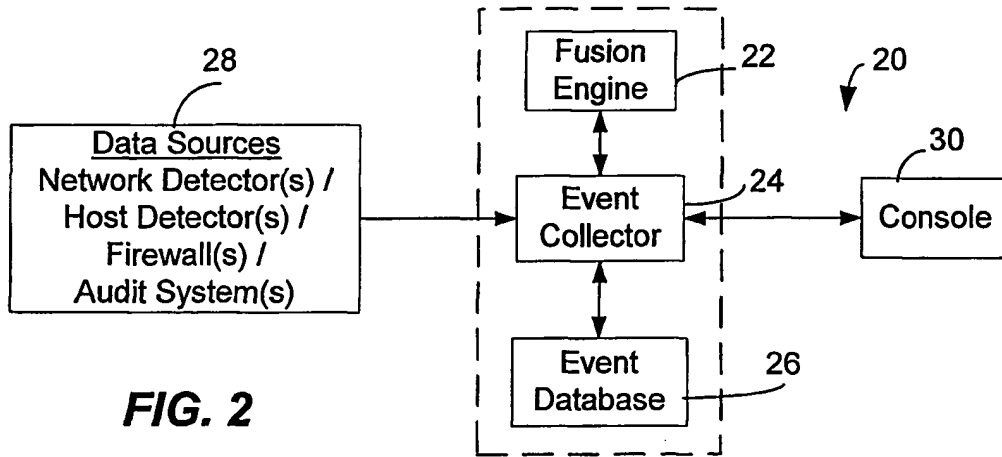 28
Data Sources
Network Detector(s) /
Host Detector(s) /
Firewall(s) /
Audit System(s)
Fusion
Engine
22
20
Event
Collector
24
30
Console
Event
Database
26
FIG. 2